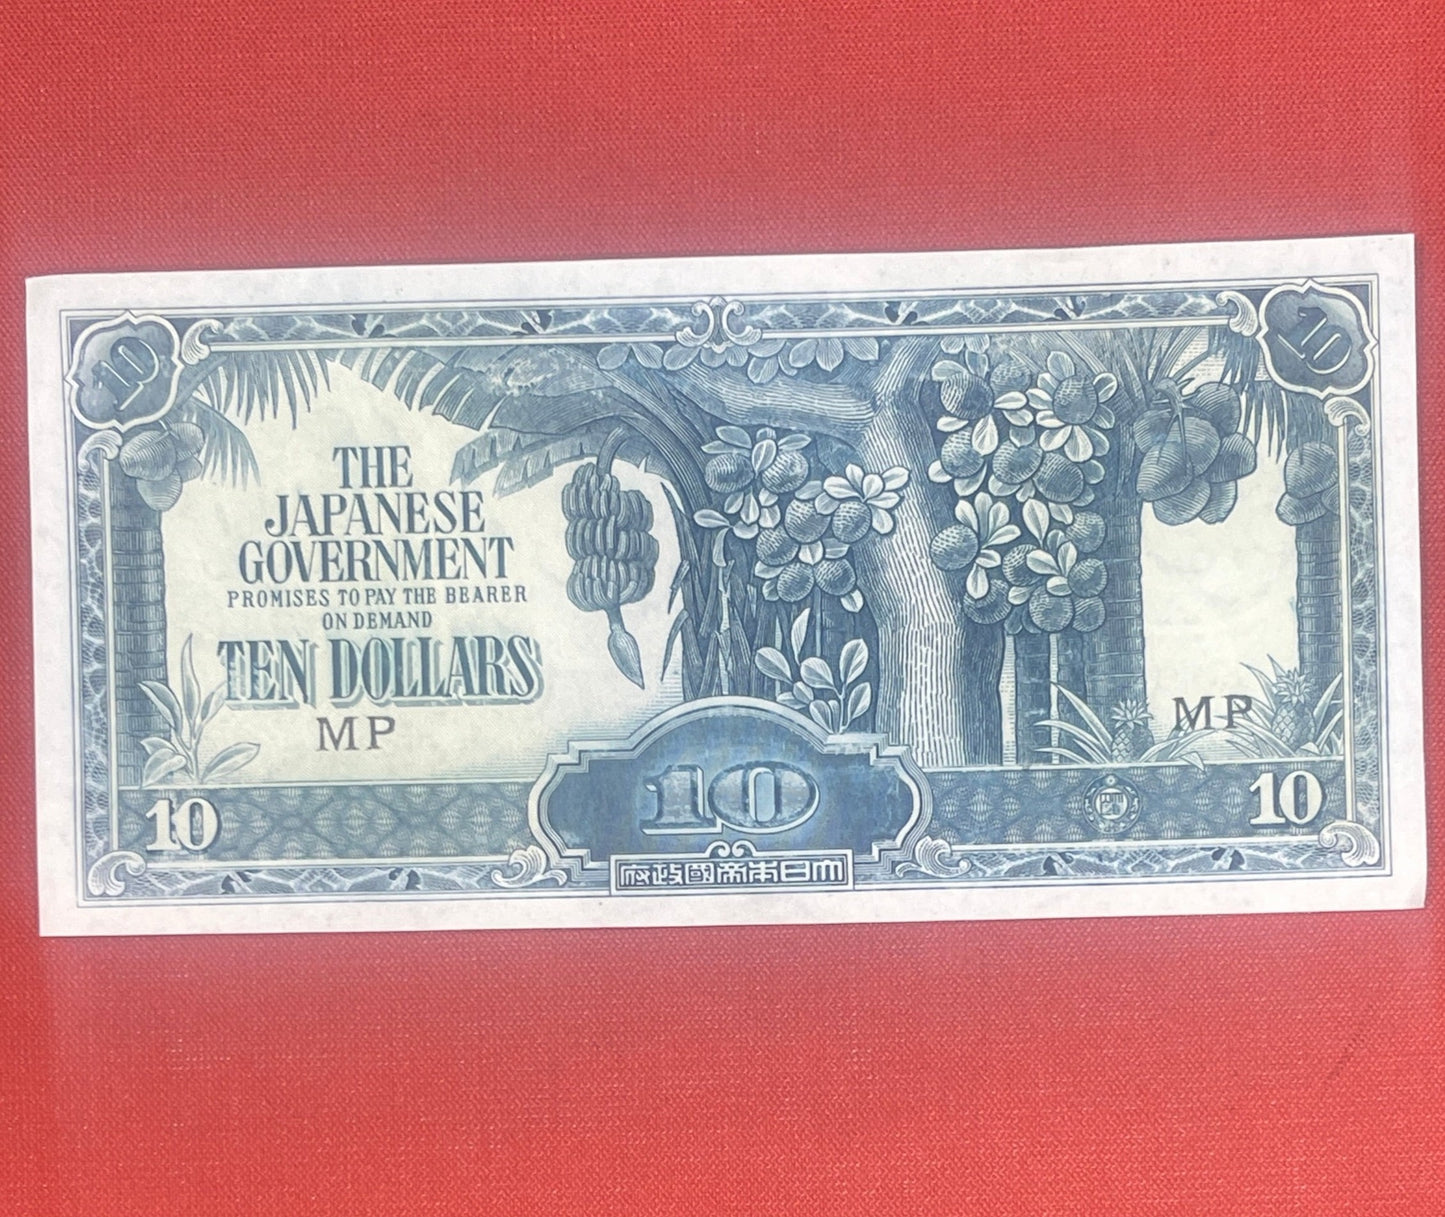 10
10
THE
JAPANESE
GOVERNMENT
PROMISES TO PAY THE BEARER
ON DEMAND
TEN DOLLARS
MP
MP
10
10
10
府政國帝本日大